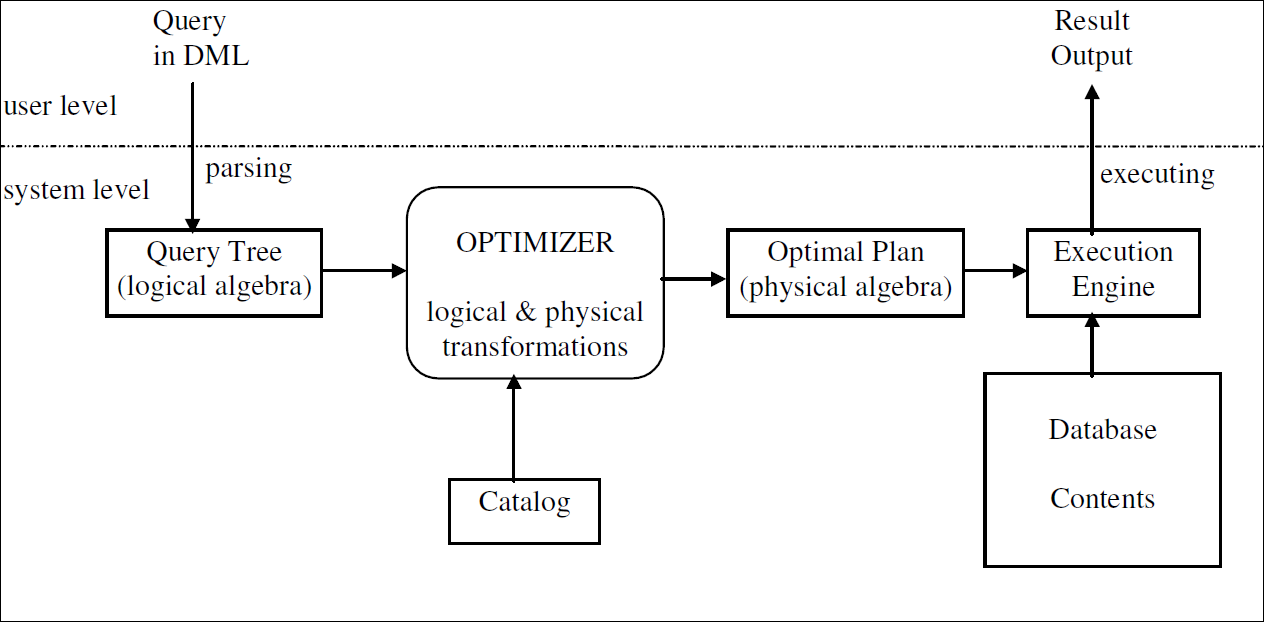 Query
in DML
Result
Output
user level
parsing
system level
executing
Query Tree
(logical algebra)
OPTIMIZER
logical & physical
transformations
Optimal Plan
(physical algebra)
Execution
Engine
Catalog
Database
Contents